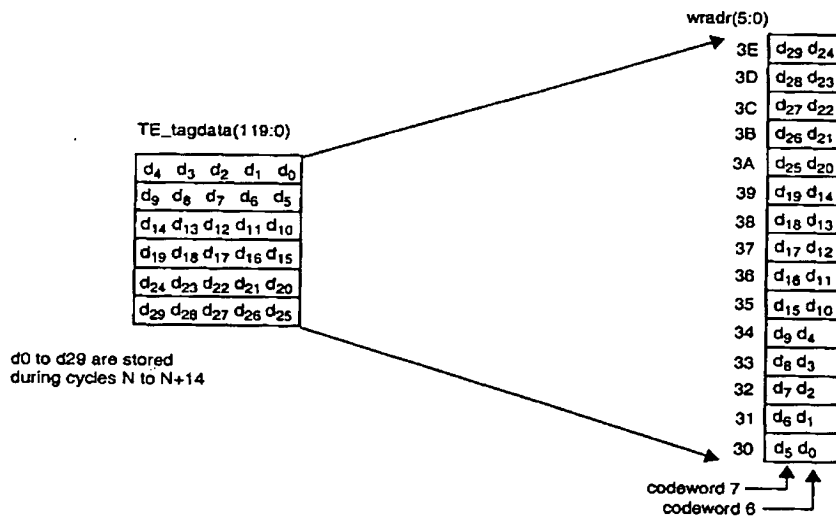 wradr(5:0)
3E d29 d24
3D d28 d23
3C d27 d22
3B d26 d21
3A d25 d20
39 d19 d14
38 d18 d13
37 d17 d12
36 d16 d11
35 d15 d10
34 d9 d4
33 d8 d3
32 d7 d2
31 d6 d1
30 d5 d0
codeword 7
codeword 6
TE_tagdata(119:0)
d4 d3 d2 d1 d0
d9 d8 d7 d6 d5
d14 d13 d12 d11 d10
d19 d18 d17 d16 d15
d24 d23 d22 d21 d20
d29 d28 d27 d26 d25
d0 to d29 are stored
during cycles N to N+14